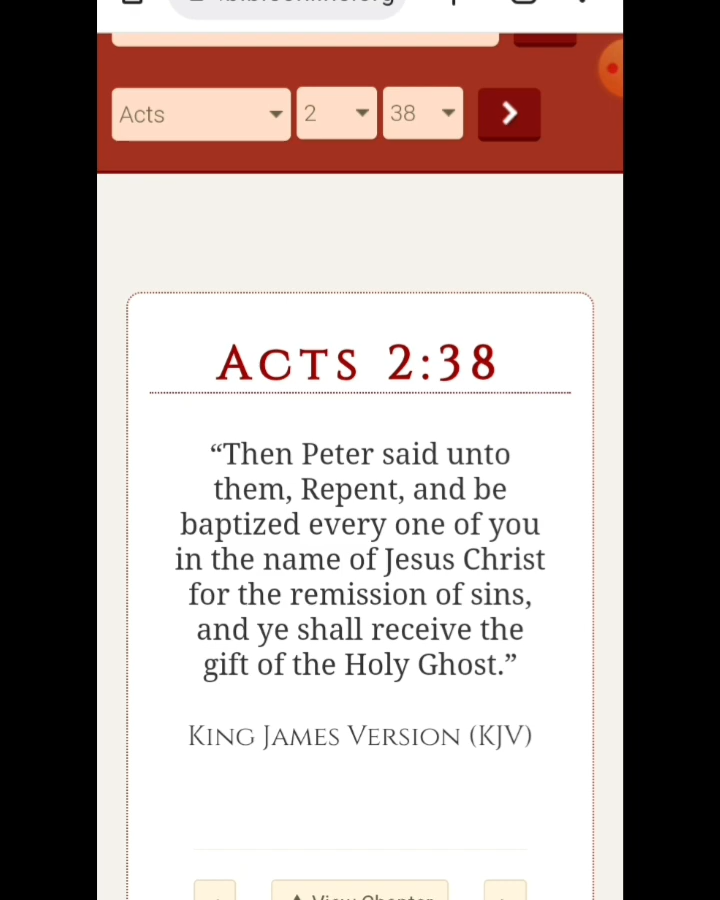 Acts 2 38
ACTS 2:38
“Then Peter said unto
them, Repent, and be
baptized every one of you
in the name of Jesus Christ
for the remission of sins,
and ye shall receive the
gift of the Holy Ghost.”
KING JAMES VERSION (KJV)
View Chapter